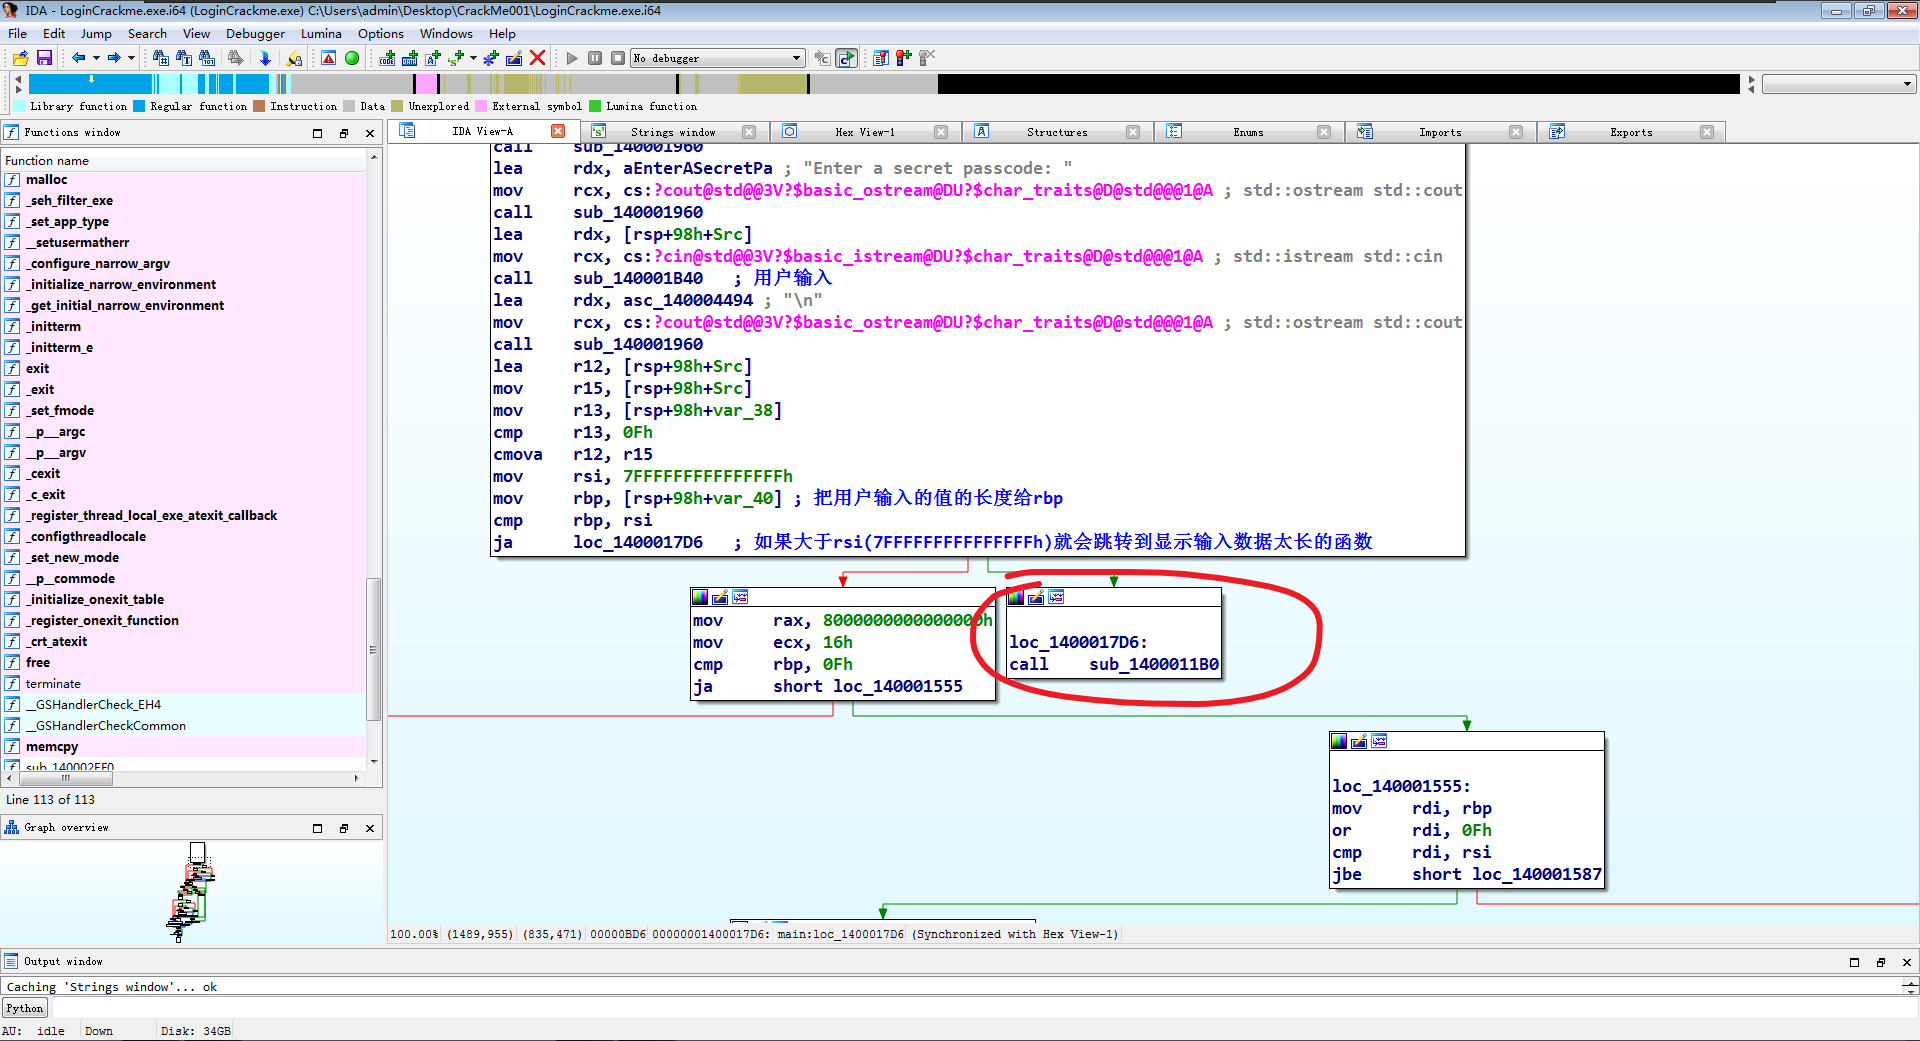 IDA - LoginCrackme.exe.i64 (LoginCrackme.exe) C:\Users\admin\Desktop\CrackMe001\LoginCrackme.exe.i64
File Edit Jump Search View Debugger Lumina Options Windows Help
No debugger
Library function Regular function Instruction Data Unexplored External symbol Lumina function
Functions window
IDA View-A Strings window Hex View-1 Structures Enums Imports Exports
Function name
malloc
_seh_filter_exe
_set_app_type
__setusermatherr
_configure_narrow_argv
_initialize_narrow_environment
_get_initial_narrow_environment
_initterm
_initterm_e
exit
_exit
_set_fmode
__p___argc
__p___argv
_cexit
_c_exit
_register_thread_local_exe_atexit_callback
_configthreadlocale
_set_new_mode
__p__commode
_initialize_onexit_table
_register_onexit_function
_crt_atexit
free
terminate
__GSHandlerCheck_EH4
__GSHandlerCheckCommon
memcpy
sub_140002EF0
Line 113 of 113
Graph overview
call sub_140001960
lea rdx, aEnterASecretPa ; "Enter a secret passcode: "
mov rcx, cs:?cout@std@@3V?$basic_ostream@DU?$char_traits@D@std@@@1@A ; std::ostream std::cout
call sub_140001960
lea rdx, [rsp+98h+Src]
mov rcx, cs:?cin@std@@3V?$basic_istream@DU?$char_traits@D@std@@@1@A ; std::istream std::cin
call sub_140001B40 ; 用户输入
lea rdx, asc_140004494 ; "\n"
mov rcx, cs:?cout@std@@3V?$basic_ostream@DU?$char_traits@D@std@@@1@A ; std::ostream std::cout
call sub_140001960
lea r12, [rsp+98h+Src]
mov r15, [rsp+98h+Src]
mov r13, [rsp+98h+var_38]
cmp r13, 0Fh
cmova r12, r15
mov rsi, 7FFFFFFFFFFFFFFFh
mov rbp, [rsp+98h+var_40] ; 把用户输入的值的长度给rbp
cmp rbp, rsi
ja loc_1400017D6 ; 如果大于rsi(7FFFFFFFFFFFFFFFh)就会跳转到显示输入数据太长的函数
mov rax, 8000000000000000h
mov ecx, 16h
cmp rbp, 0Fh
ja short loc_140001555
loc_1400017D6:
call sub_1400011B0
loc_140001555:
mov rdi, rbp
or rdi, 0Fh
cmp rdi, rsi
jbe short loc_140001587
100.00% (1489,955) (835,471) 00000BD6 00000001400017D6: main:loc_1400017D6 (Synchronized with Hex View-1)
Output window
Caching 'Strings window'... ok
Python
AU: idle Down Disk: 34GB